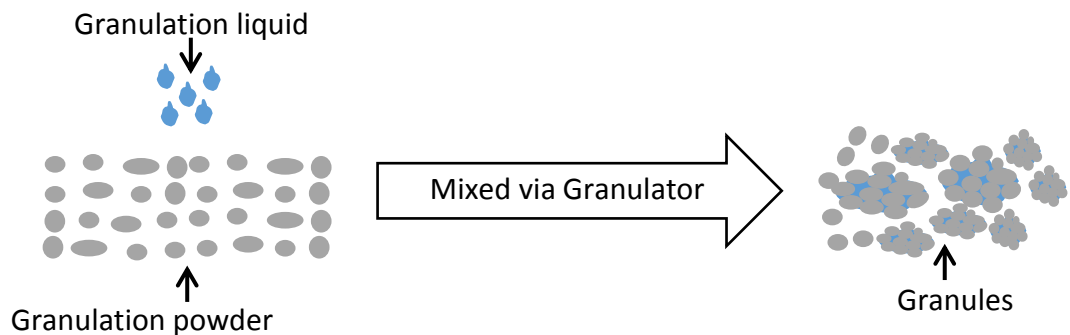 Granulation liquid
Mixed via Granulator
Granules
Granulation powder